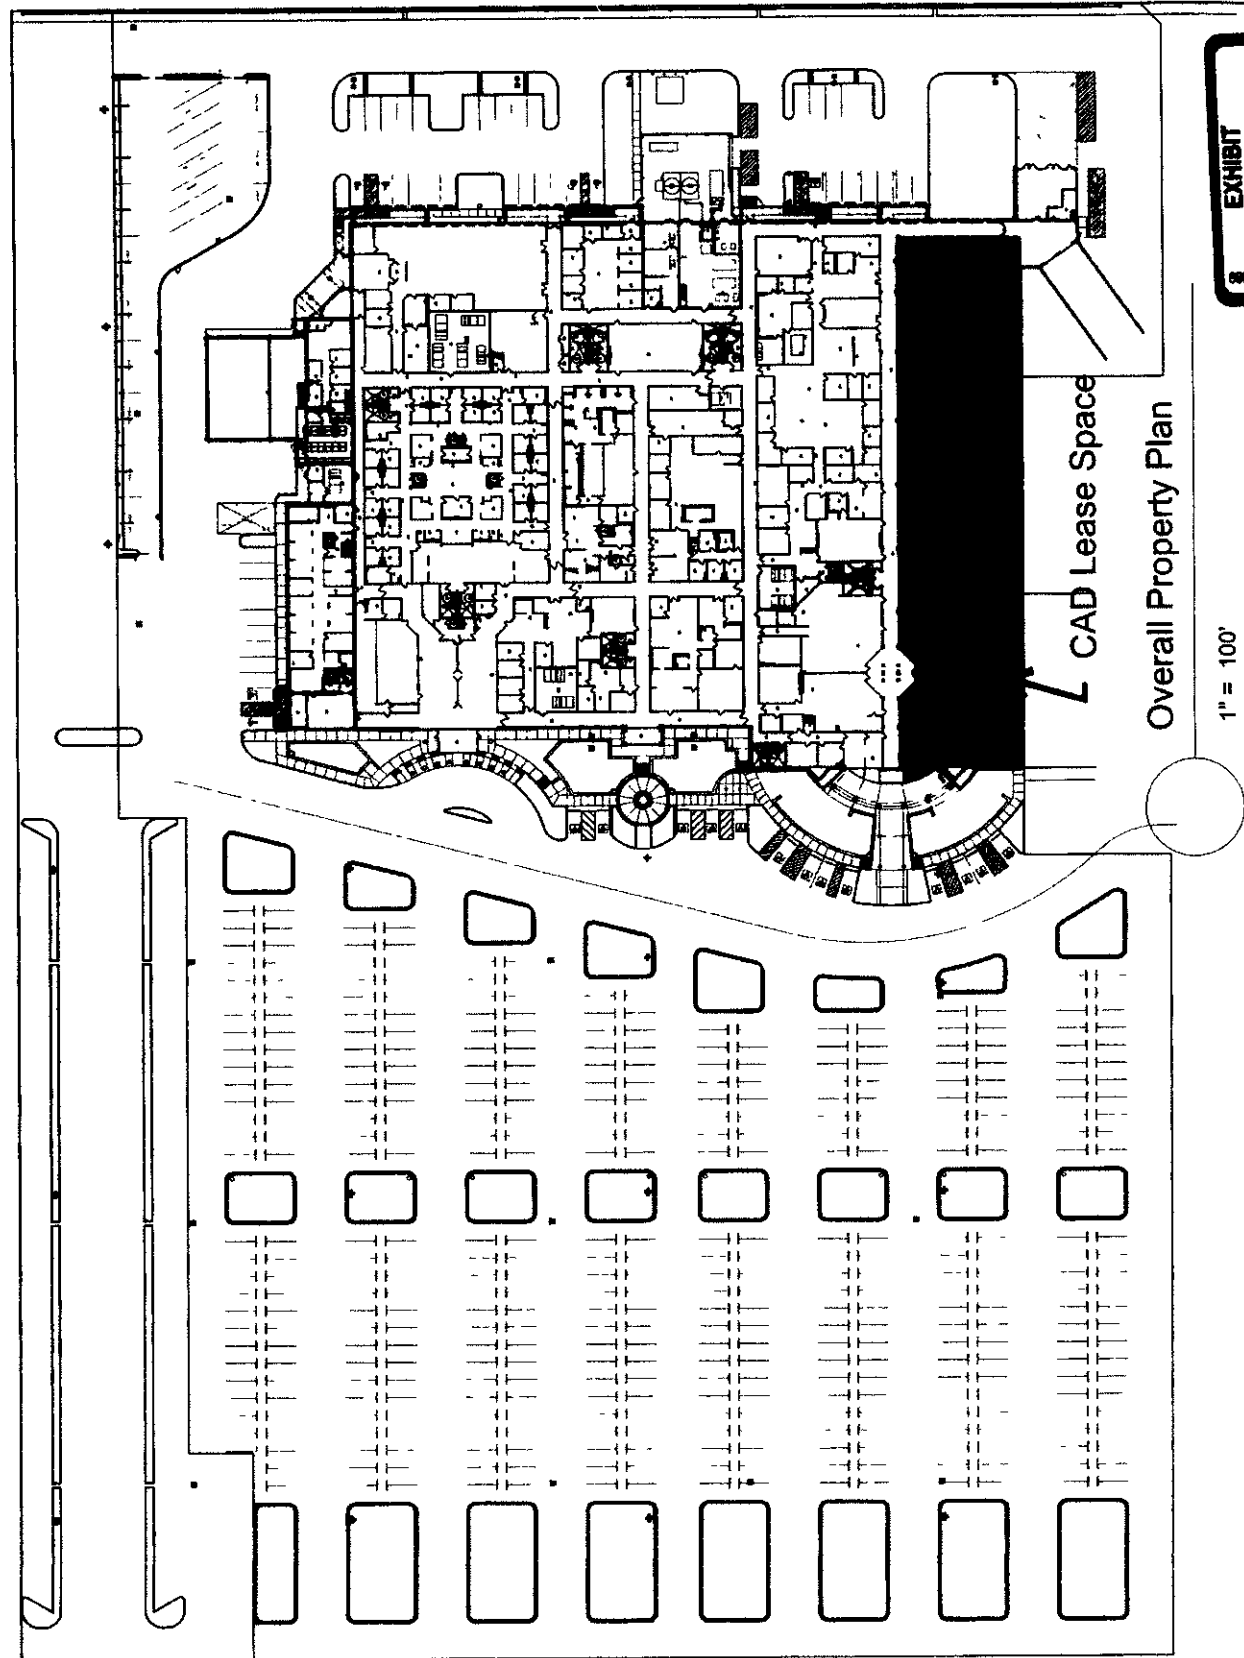 EXHIBIT
CAD Lease Space
Overall Property Plan
1" = 100'